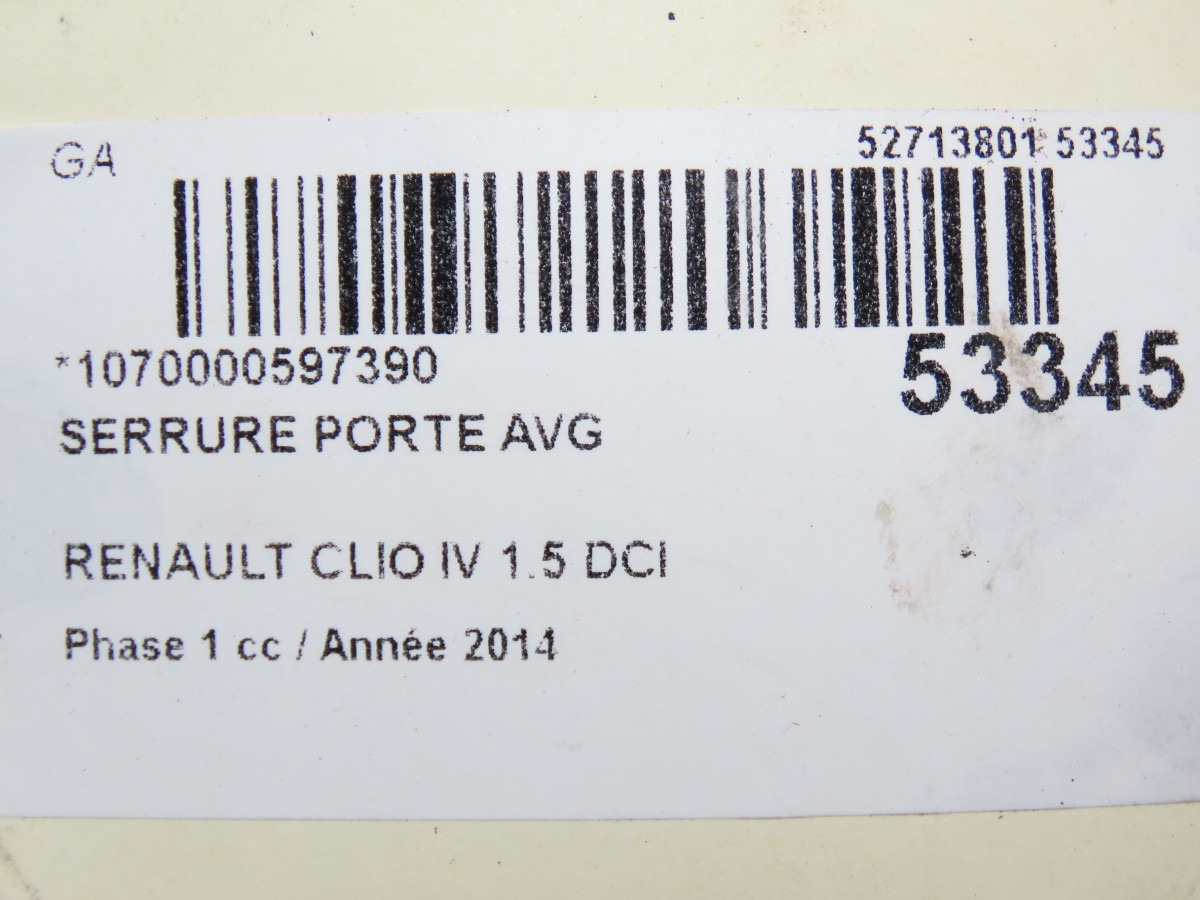 GA
52713801 53345
*1070000597390
53345
SERRURE PORTE AVG
RENAULT CLIO IV 1.5 DCI
Phase 1 cc / Année 2014